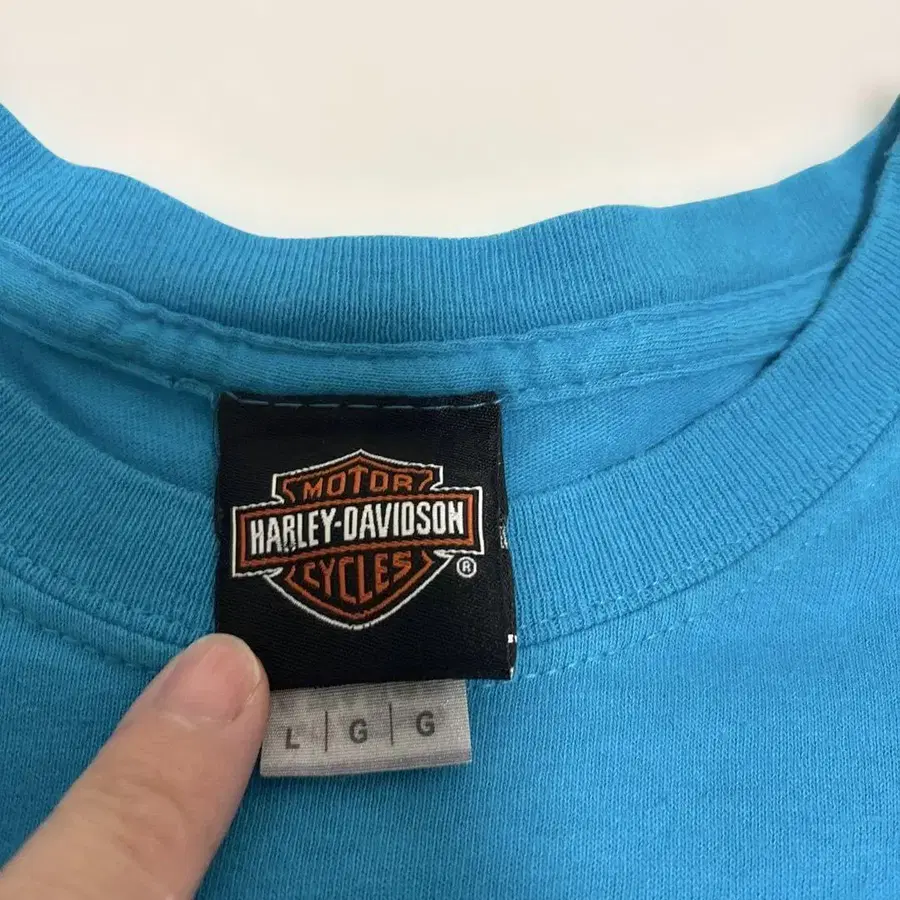 MOTOR
HARLEY-DAVIDSON
CYCLES
®
L | G | G